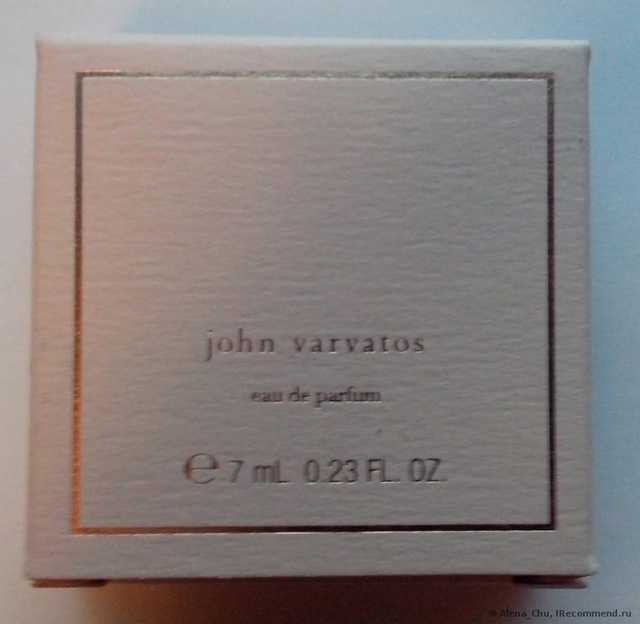 john varvatos
eau de parfum
℮ 7 mL 0.23 FL. OZ.
© Alena_Chu, IRecommend.ru